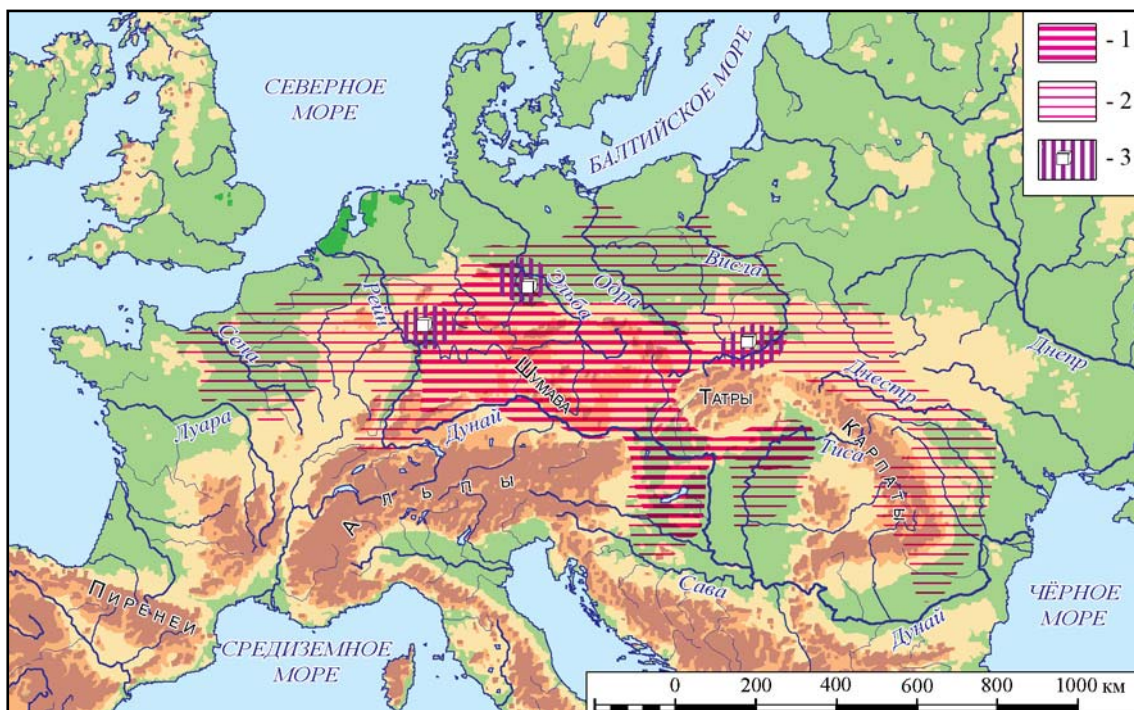 - 1
- 2
- 3
СЕВЕРНОЕ
МОРЕ
БАЛТИЙСКОЕ МОРЕ
Висла
Эльба
Одра
Рейн
Сена
Днепр
Днестр
Шумава
Татры
Луара
Дунай
Тиса
Карпаты
Альпы
Сава
Пиренеи
ЧЁРНОЕ
МОРЕ
Дунай
СРЕДИЗЕМНОЕ
МОРЕ
0 200 400 600 800 1000 км